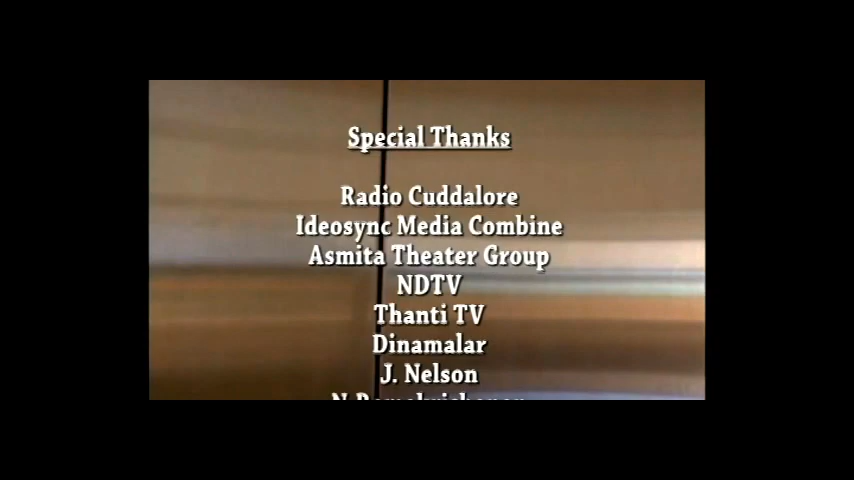 Special Thanks
Radio Cuddalore
Ideosync Media Combine
Asmita Theater Group
NDTV
Thanti TV
Dinamalar
J. Nelson